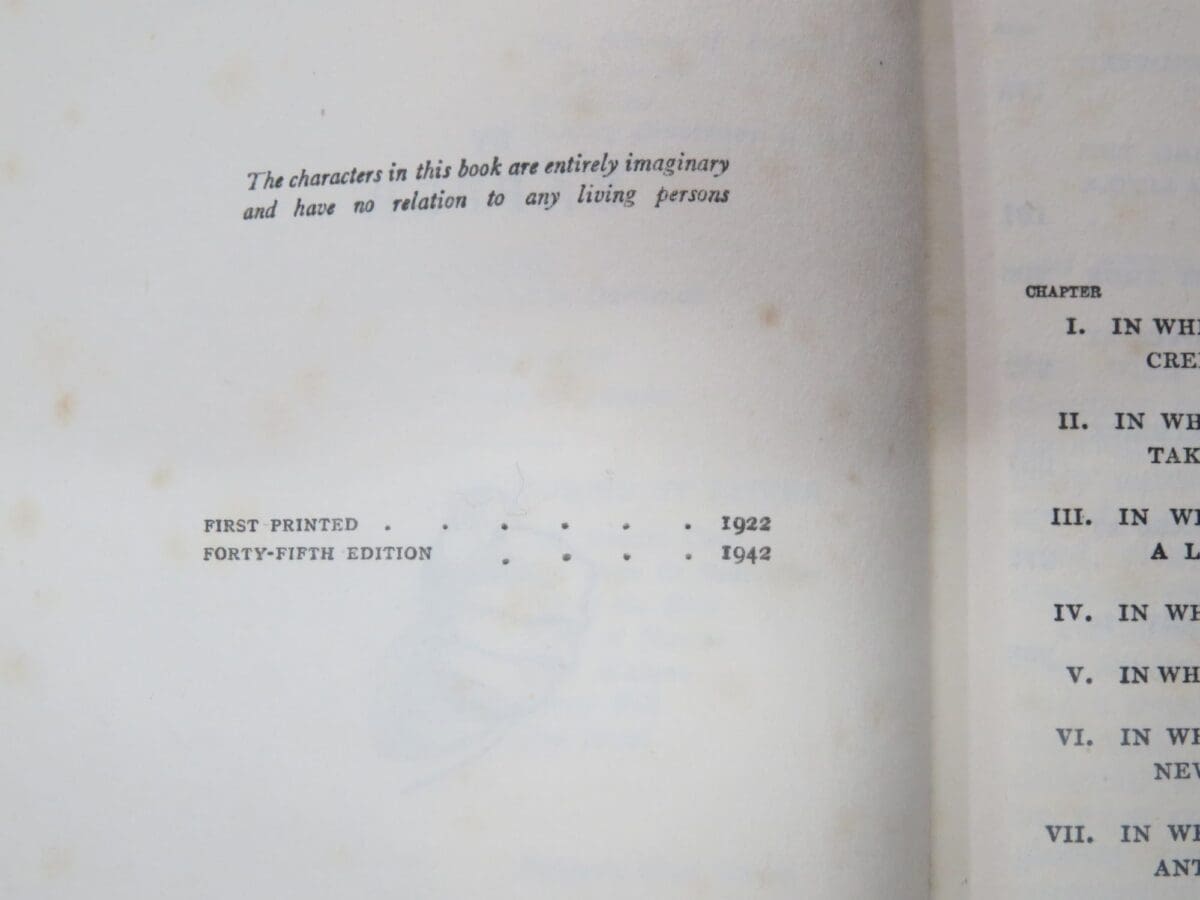 The characters in this book are entirely imaginary
and have no relation to any living persons
FIRST PRINTED . . . . . . 1922
FORTY-FIFTH EDITION . . . . 1942
CHAPTER
I. IN WHI
CRE
II. IN WH
TAK
III. IN WH
A L
IV. IN WH
V. IN WH
VI. IN WH
NEV
VII. IN WH
ANT